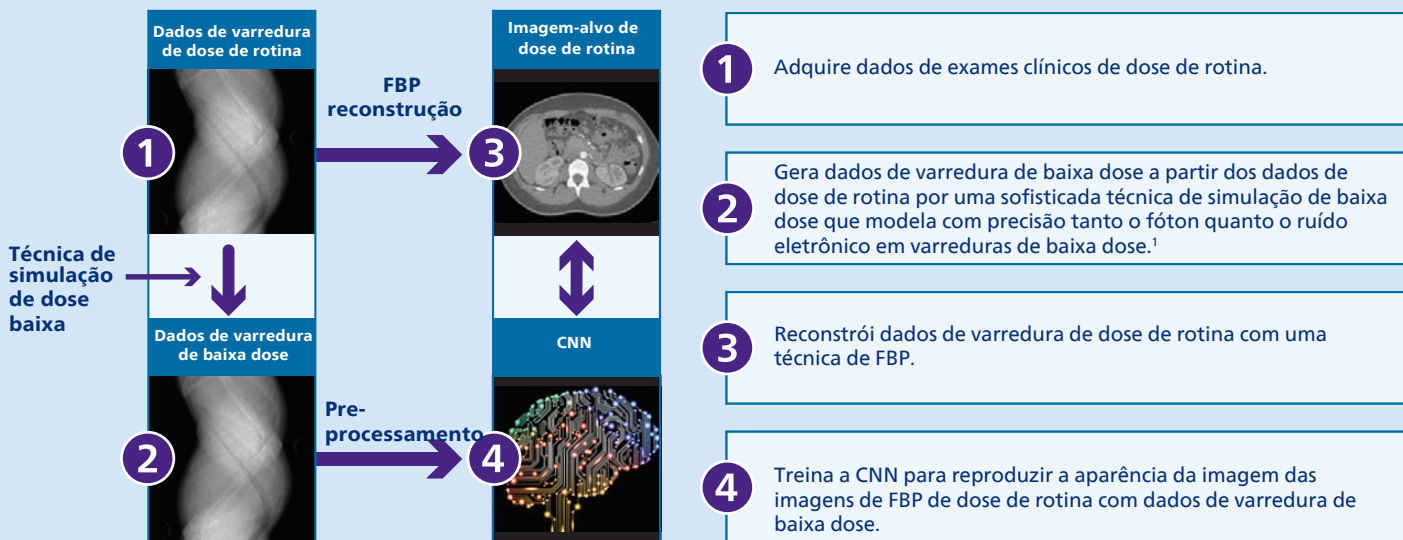 Dados de varredura
de dose de rotina
1
FBP
reconstrução
Imagem-alvo de
dose de rotina
3
Técnica de
simulação
de dose
baixa
Dados de varredura
de baixa dose
2
Pre-
processamento
CNN
4
1
Adquire dados de exames clínicos de dose de rotina.
2
Gera dados de varredura de baixa dose a partir dos dados de
dose de rotina por uma sofisticada técnica de simulação de baixa
dose que modela com precisão tanto o fóton quanto o ruído
eletrônico em varreduras de baixa dose.¹
3
Reconstrói dados de varredura de dose de rotina com uma
técnica de FBP.
4
Treina a CNN para reproduzir a aparência da imagem das
imagens de FBP de dose de rotina com dados de varredura de
baixa dose.